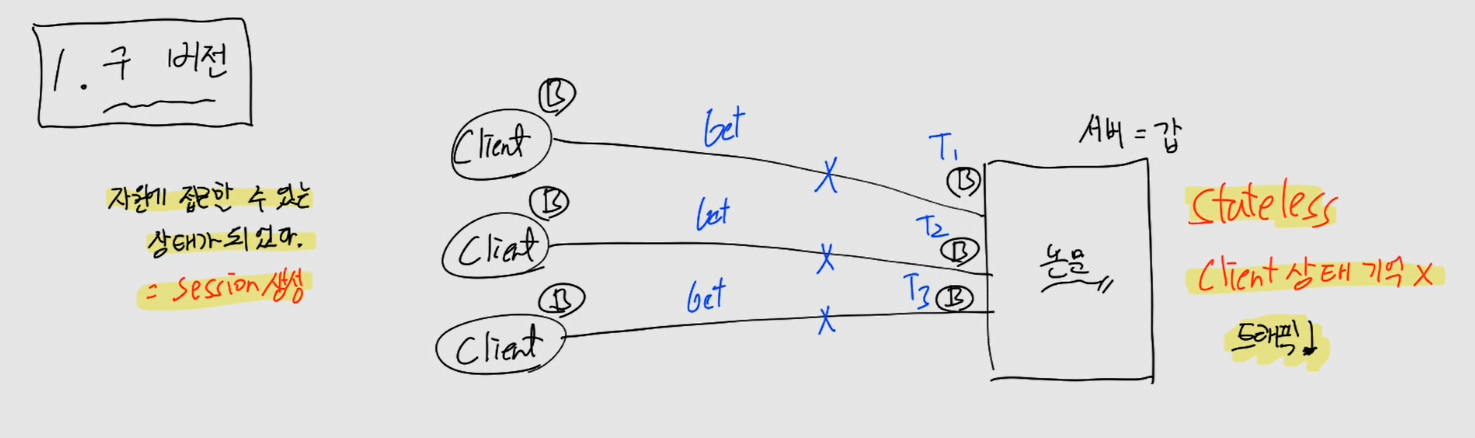 1. 구 버전
자원에 접근할 수 있는
상태가 되었다.
= session 생성
Client
B
Get
T1
B
Client
B
Get
T2
B
Client
B
Get
T3
B
X
X
X
서버 = 갑
논문
Stateless
Client 상태 기억 X
트래픽↓